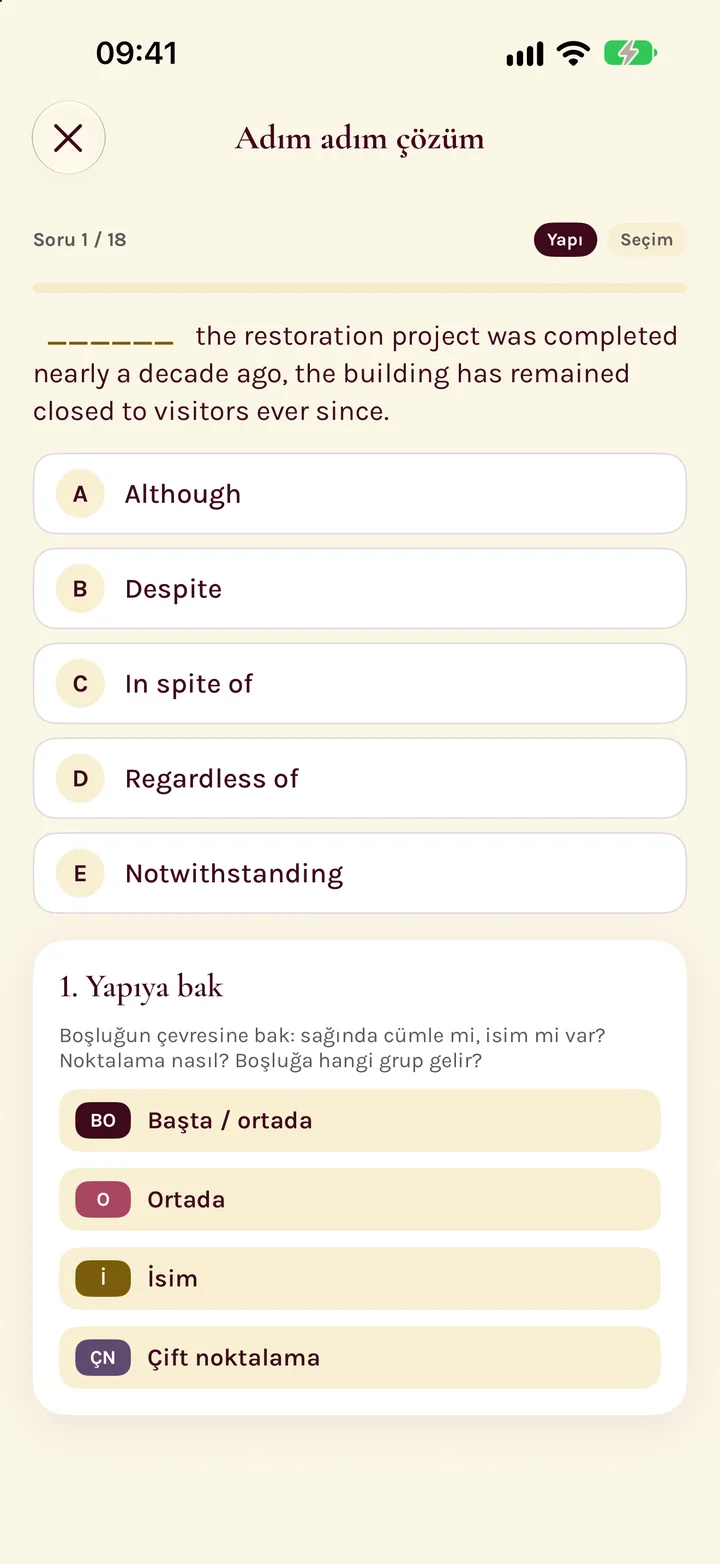 09:41
Adım adım çözüm
Soru 1 / 18
Yapı
Seçim
______ the restoration project was completed
nearly a decade ago, the building has remained
closed to visitors ever since.
A Although
B Despite
C In spite of
D Regardless of
E Notwithstanding
1. Yapıya bak
Boşluğun çevresine bak: sağında cümle mi, isim mi var?
Noktalama nasıl? Boşluğa hangi grup gelir?
BO Başta / ortada
O Ortada
İ İsim
ÇN Çift noktalama